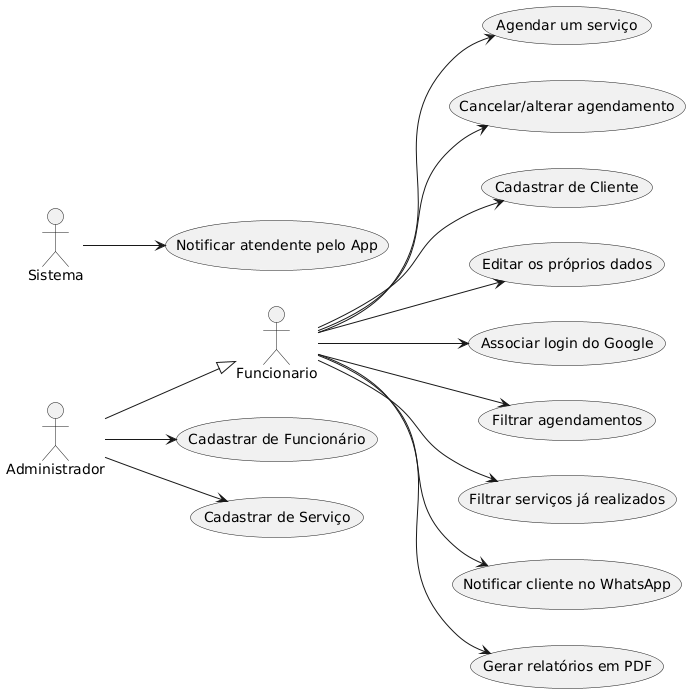 Agendar um serviço
Cancelar/alterar agendamento
Cadastrar de Cliente
Notificar atendente pelo App
Sistema
Editar os próprios dados
Associar login do Google
Funcionario
Filtrar agendamentos
Cadastrar de Funcionário
Administrador
Filtrar serviços já realizados
Cadastrar de Serviço
Notificar cliente no WhatsApp
Gerar relatórios em PDF